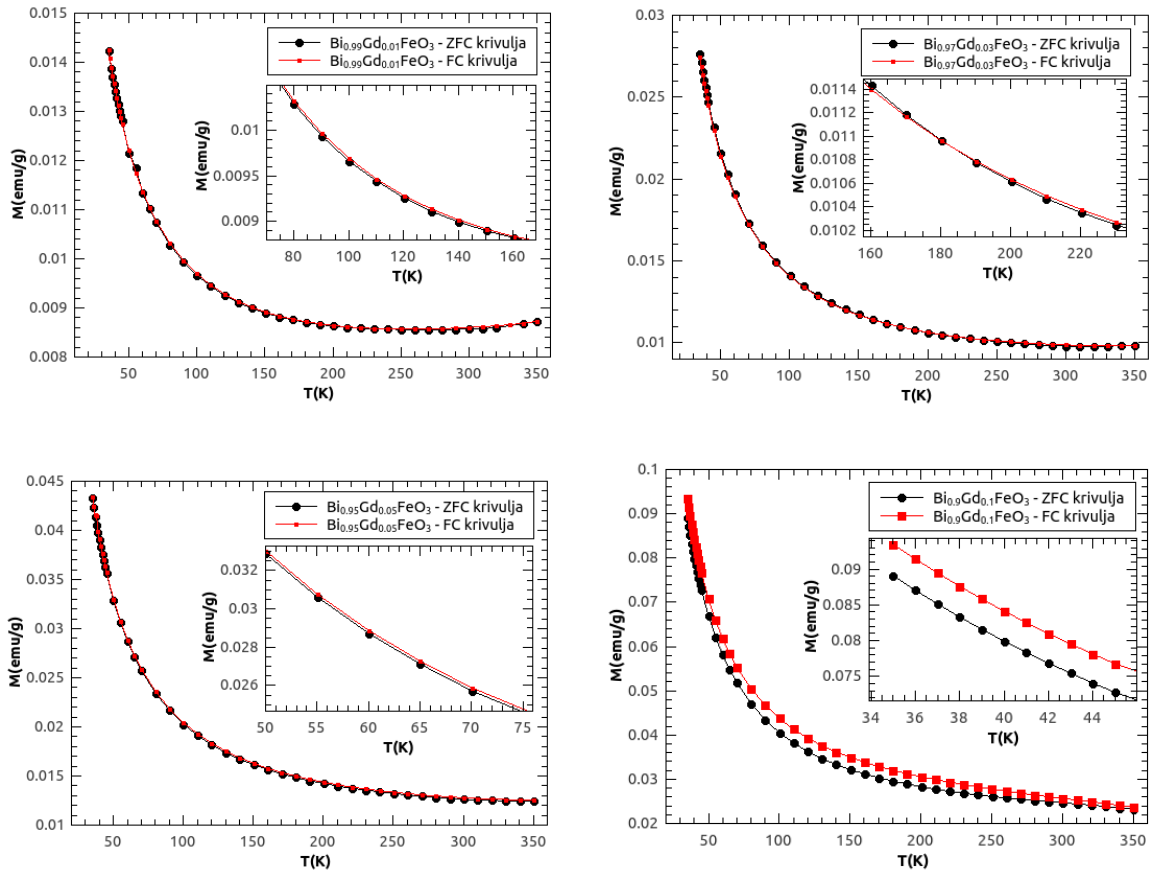 0.015
0.014
0.013
0.012
0.011
0.01
0.009
0.008
M(emu/g)
Bi0.99Gd0.01FeO3 - ZFC krivulja
Bi0.99Gd0.01FeO3 - FC krivulja
0.01
0.0095
0.009
M(emu/g)
80 100 120 140 160
T(K)
50 100 150 200 250 300 350
T(K)
0.03
0.025
0.02
0.015
0.01
M(emu/g)
Bi0.97Gd0.03FeO3 - ZFC krivulja
Bi0.97Gd0.03FeO3 - FC krivulja
0.0114
0.0112
0.011
0.0108
0.0106
0.0104
0.0102
M(emu/g)
160 180 200 220
T(K)
50 100 150 200 250 300 350
T(K)
0.045
0.04
0.035
0.03
0.025
0.02
0.015
0.01
M(emu/g)
Bi0.95Gd0.05FeO3 - ZFC krivulja
Bi0.95Gd0.05FeO3 - FC krivulja
0.032
0.03
0.028
0.026
M(emu/g)
50 55 60 65 70 75
T(K)
50 100 150 200 250 300 350
T(K)
0.1
0.09
0.08
0.07
0.06
0.05
0.04
0.03
0.02
M(emu/g)
Bi0.9Gd0.1FeO3 - ZFC krivulja
Bi0.9Gd0.1FeO3 - FC krivulja
0.09
0.085
0.08
0.075
M(emu/g)
34 36 38 40 42 44
T(K)
50 100 150 200 250 300 350
T(K)